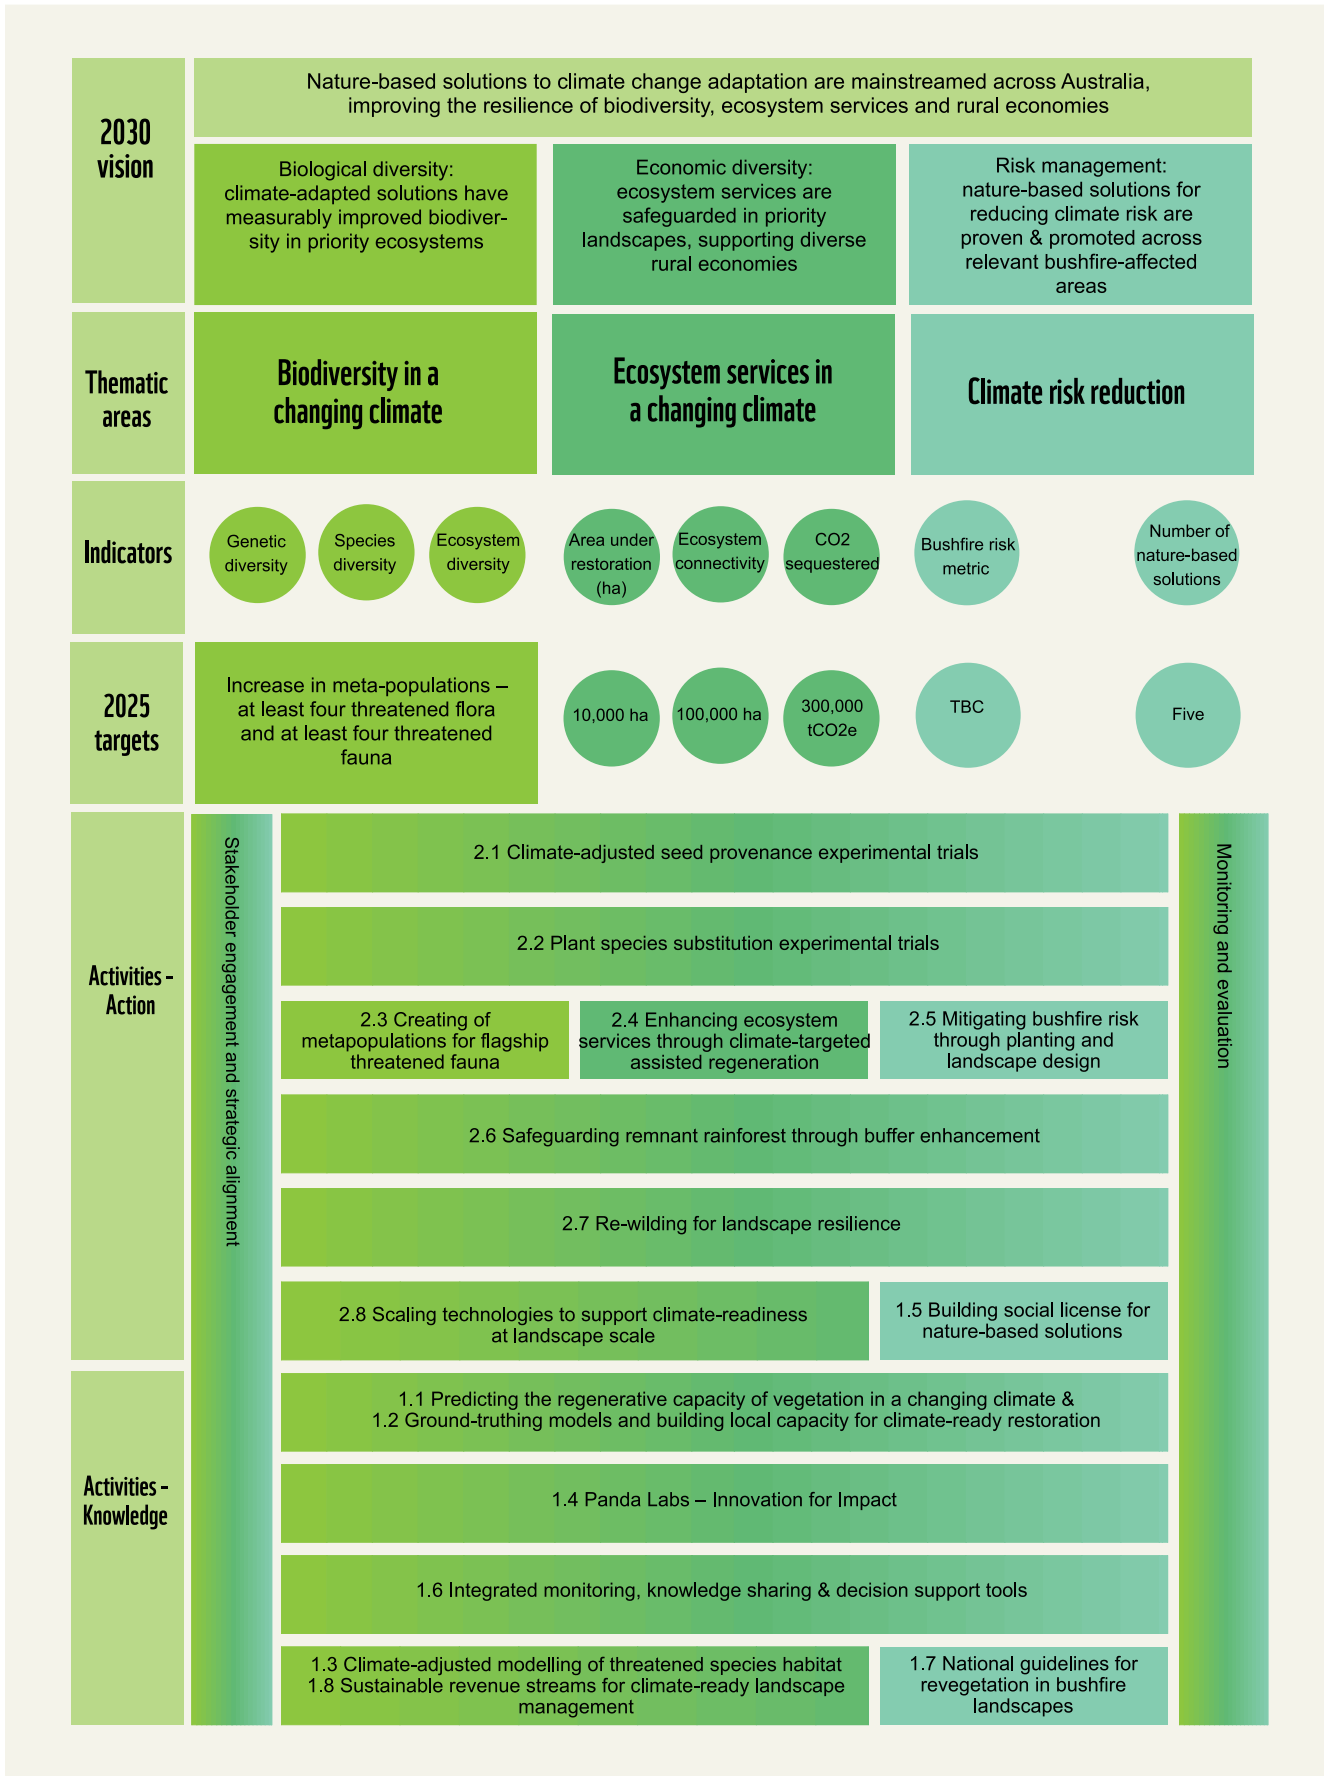 2030
vision
Nature-based solutions to climate change adaptation are mainstreamed across Australia,
improving the resilience of biodiversity, ecosystem services and rural economies
Biological diversity:
climate-adapted solutions have
measurably improved biodiver-
sity in priority ecosystems
Economic diversity:
ecosystem services are
safeguarded in priority
landscapes, supporting diverse
rural economies
Risk management:
nature-based solutions for
reducing climate risk are
proven & promoted across
relevant bushfire-affected
areas
Thematic
areas
Biodiversity in a
changing climate
Ecosystem services in
a changing climate
Climate risk reduction
Indicators
Genetic
diversity
Species
diversity
Ecosystem
diversity
Area under
restoration
(ha)
Ecosystem
connectivity
CO2
sequestered
Bushfire risk
metric
Number of
nature-based
solutions
2025
targets
Increase in meta-populations –
at least four threatened flora
and at least four threatened
fauna
10,000 ha
100,000 ha
300,000
tCO2e
TBC
Five
Activities -
Action
Stakeholder engagement and strategic alignment
2.1 Climate-adjusted seed provenance experimental trials
2.2 Plant species substitution experimental trials
2.3 Creating of
metapopulations for flagship
threatened fauna
2.4 Enhancing ecosystem
services through climate-targeted
assisted regeneration
2.5 Mitigating bushfire risk
through planting and
landscape design
2.6 Safeguarding remnant rainforest through buffer enhancement
2.7 Re-wilding for landscape resilience
2.8 Scaling technologies to support climate-readiness
at landscape scale
1.5 Building social license for
nature-based solutions
Monitoring and evaluation
Activities -
Knowledge
1.1 Predicting the regenerative capacity of vegetation in a changing climate &
1.2 Ground-truthing models and building local capacity for climate-ready restoration
1.4 Panda Labs – Innovation for Impact
1.6 Integrated monitoring, knowledge sharing & decision support tools
1.3 Climate-adjusted modelling of threatened species habitat
1.8 Sustainable revenue streams for climate-ready landscape
management
1.7 National guidelines for
revegetation in bushfire
landscapes